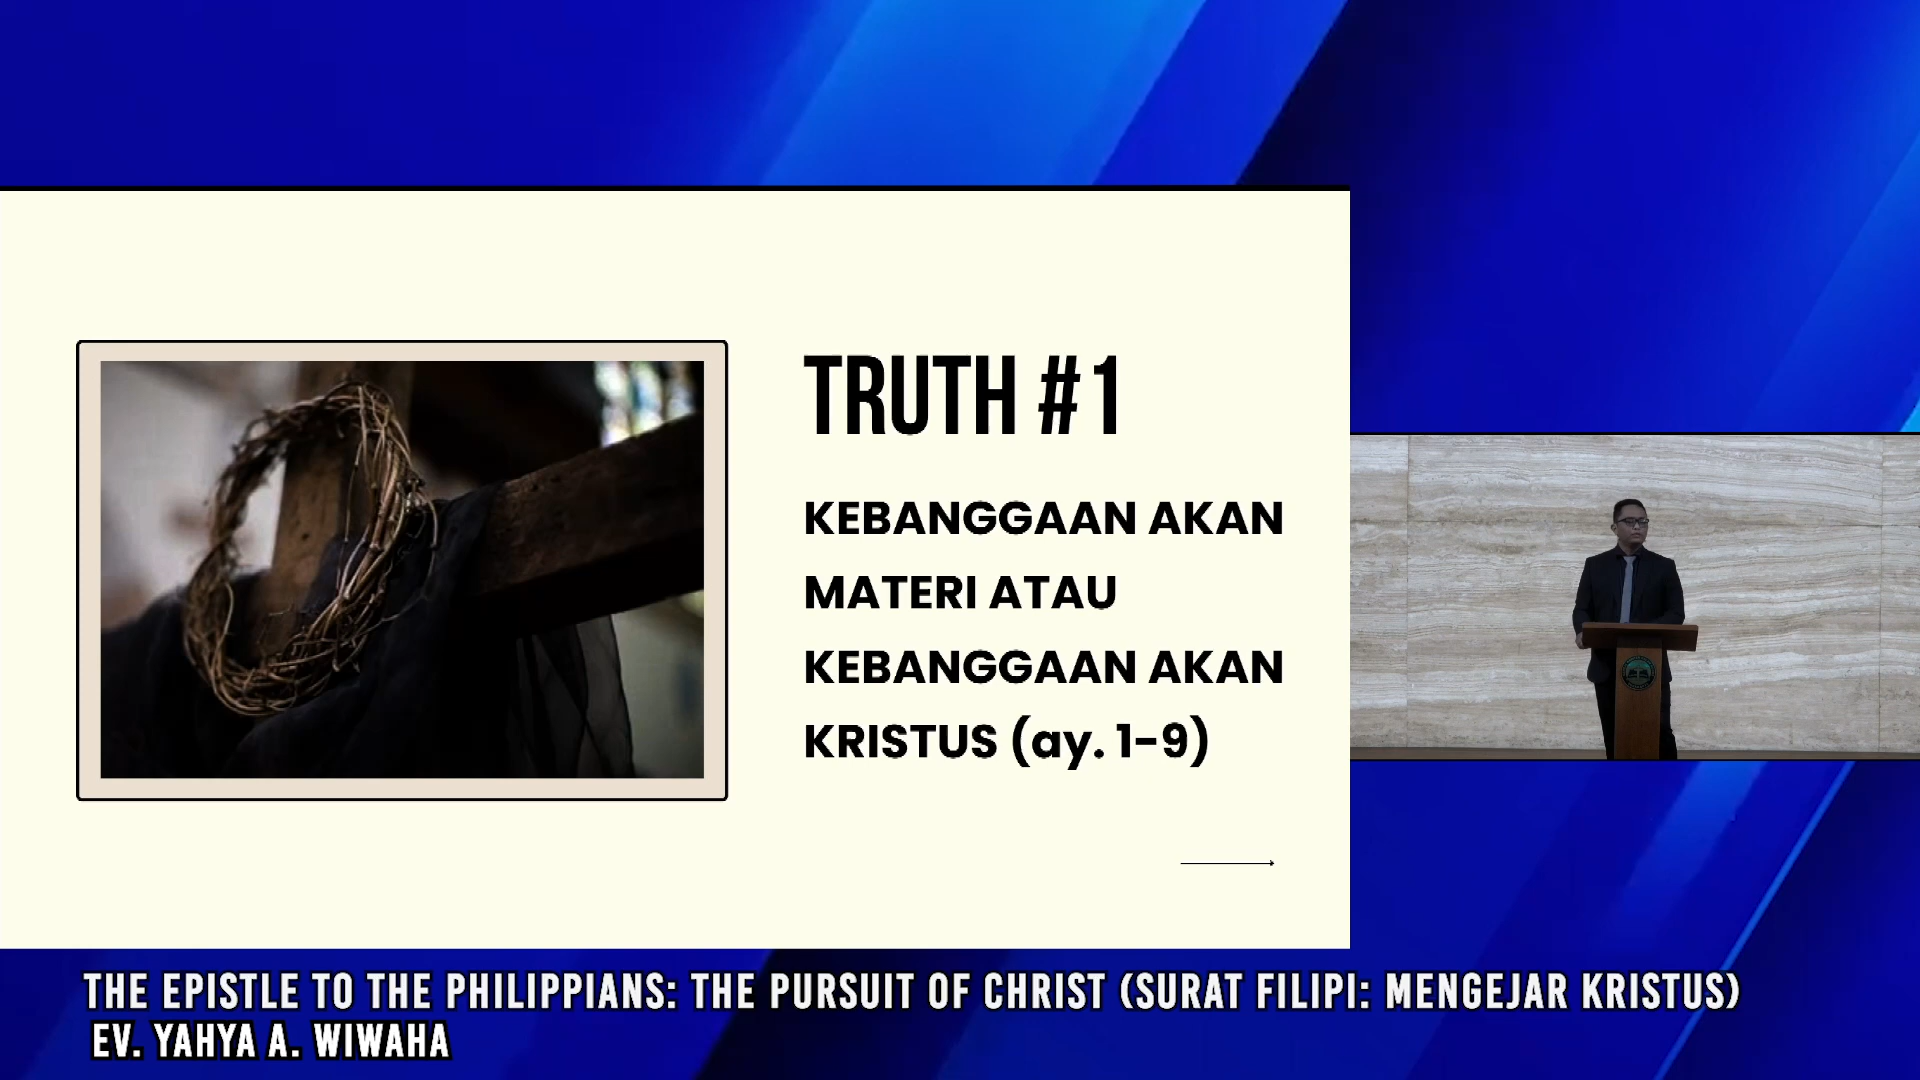 TRUTH #1
KEBANGGAAN AKAN
MATERI ATAU
KEBANGGAAN AKAN
KRISTUS (ay. 1-9)
THE EPISTLE TO THE PHILIPPIANS: THE PURSUIT OF CHRIST (SURAT FILIPI: MENGEJAR KRISTUS)
EV. YAHYA A. WIWAHA